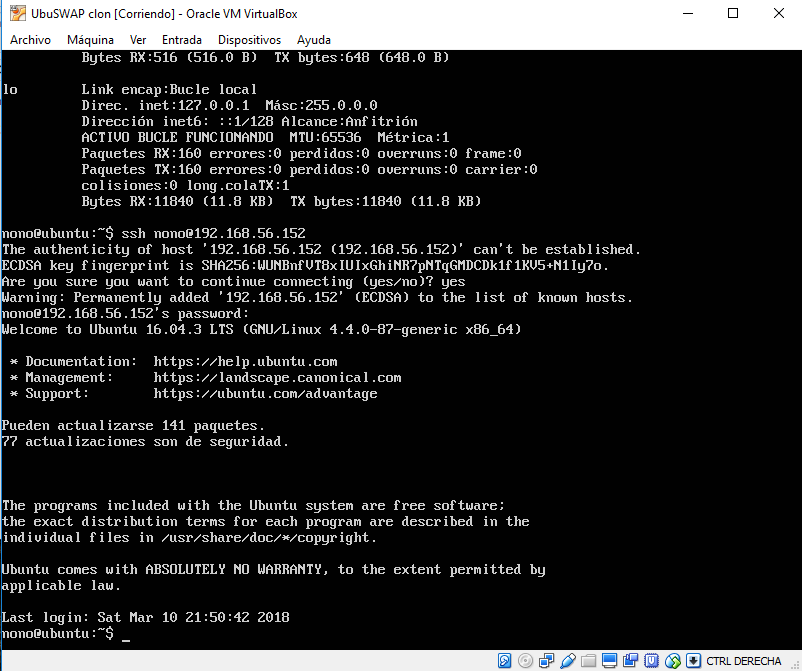 UbuSWAP clon [Corriendo] - Oracle VM VirtualBox
Archivo Máquina Ver Entrada Dispositivos Ayuda
Bytes RX:516 (516.0 B)  TX bytes:648 (648.0 B)
lo        Link encap:Bucle local
Direc. inet:127.0.0.1  Másc:255.0.0.0
Dirección inet6: ::1/128 Alcance:Anfitrión
ACTIVO BUCLE FUNCIONANDO  MTU:65536  Métrica:1
Paquetes RX:160 errores:0 perdidos:0 overruns:0 frame:0
Paquetes TX:160 errores:0 perdidos:0 overruns:0 carrier:0
colisiones:0 long.colaTX:1
Bytes RX:11840 (11.8 KB)  TX bytes:11840 (11.8 KB)
nono@ubuntu:~$ ssh nono@192.168.56.152
The authenticity of host '192.168.56.152 (192.168.56.152)' can't be established.
ECDSA key fingerprint is SHA256:WUNBnfVT8xIUIxGhiNR7pNTqGMDCDk1f1KV5+N1Iy7o.
Are you sure you want to continue connecting (yes/no)? yes
Warning: Permanently added '192.168.56.152' (ECDSA) to the list of known hosts.
nono@192.168.56.152's password:
Welcome to Ubuntu 16.04.3 LTS (GNU/Linux 4.4.0-87-generic x86_64)
* Documentation:  https://help.ubuntu.com
* Management:     https://landscape.canonical.com
* Support:        https://ubuntu.com/advantage
Pueden actualizarse 141 paquetes.
77 actualizaciones son de seguridad.
The programs included with the Ubuntu system are free software;
the exact distribution terms for each program are described in the
individual files in /usr/share/doc/*/copyright.
Ubuntu comes with ABSOLUTELY NO WARRANTY, to the extent permitted by
applicable law.
Last login: Sat Mar 10 21:50:42 2018
nono@ubuntu:~$ _
CTRL DERECHA